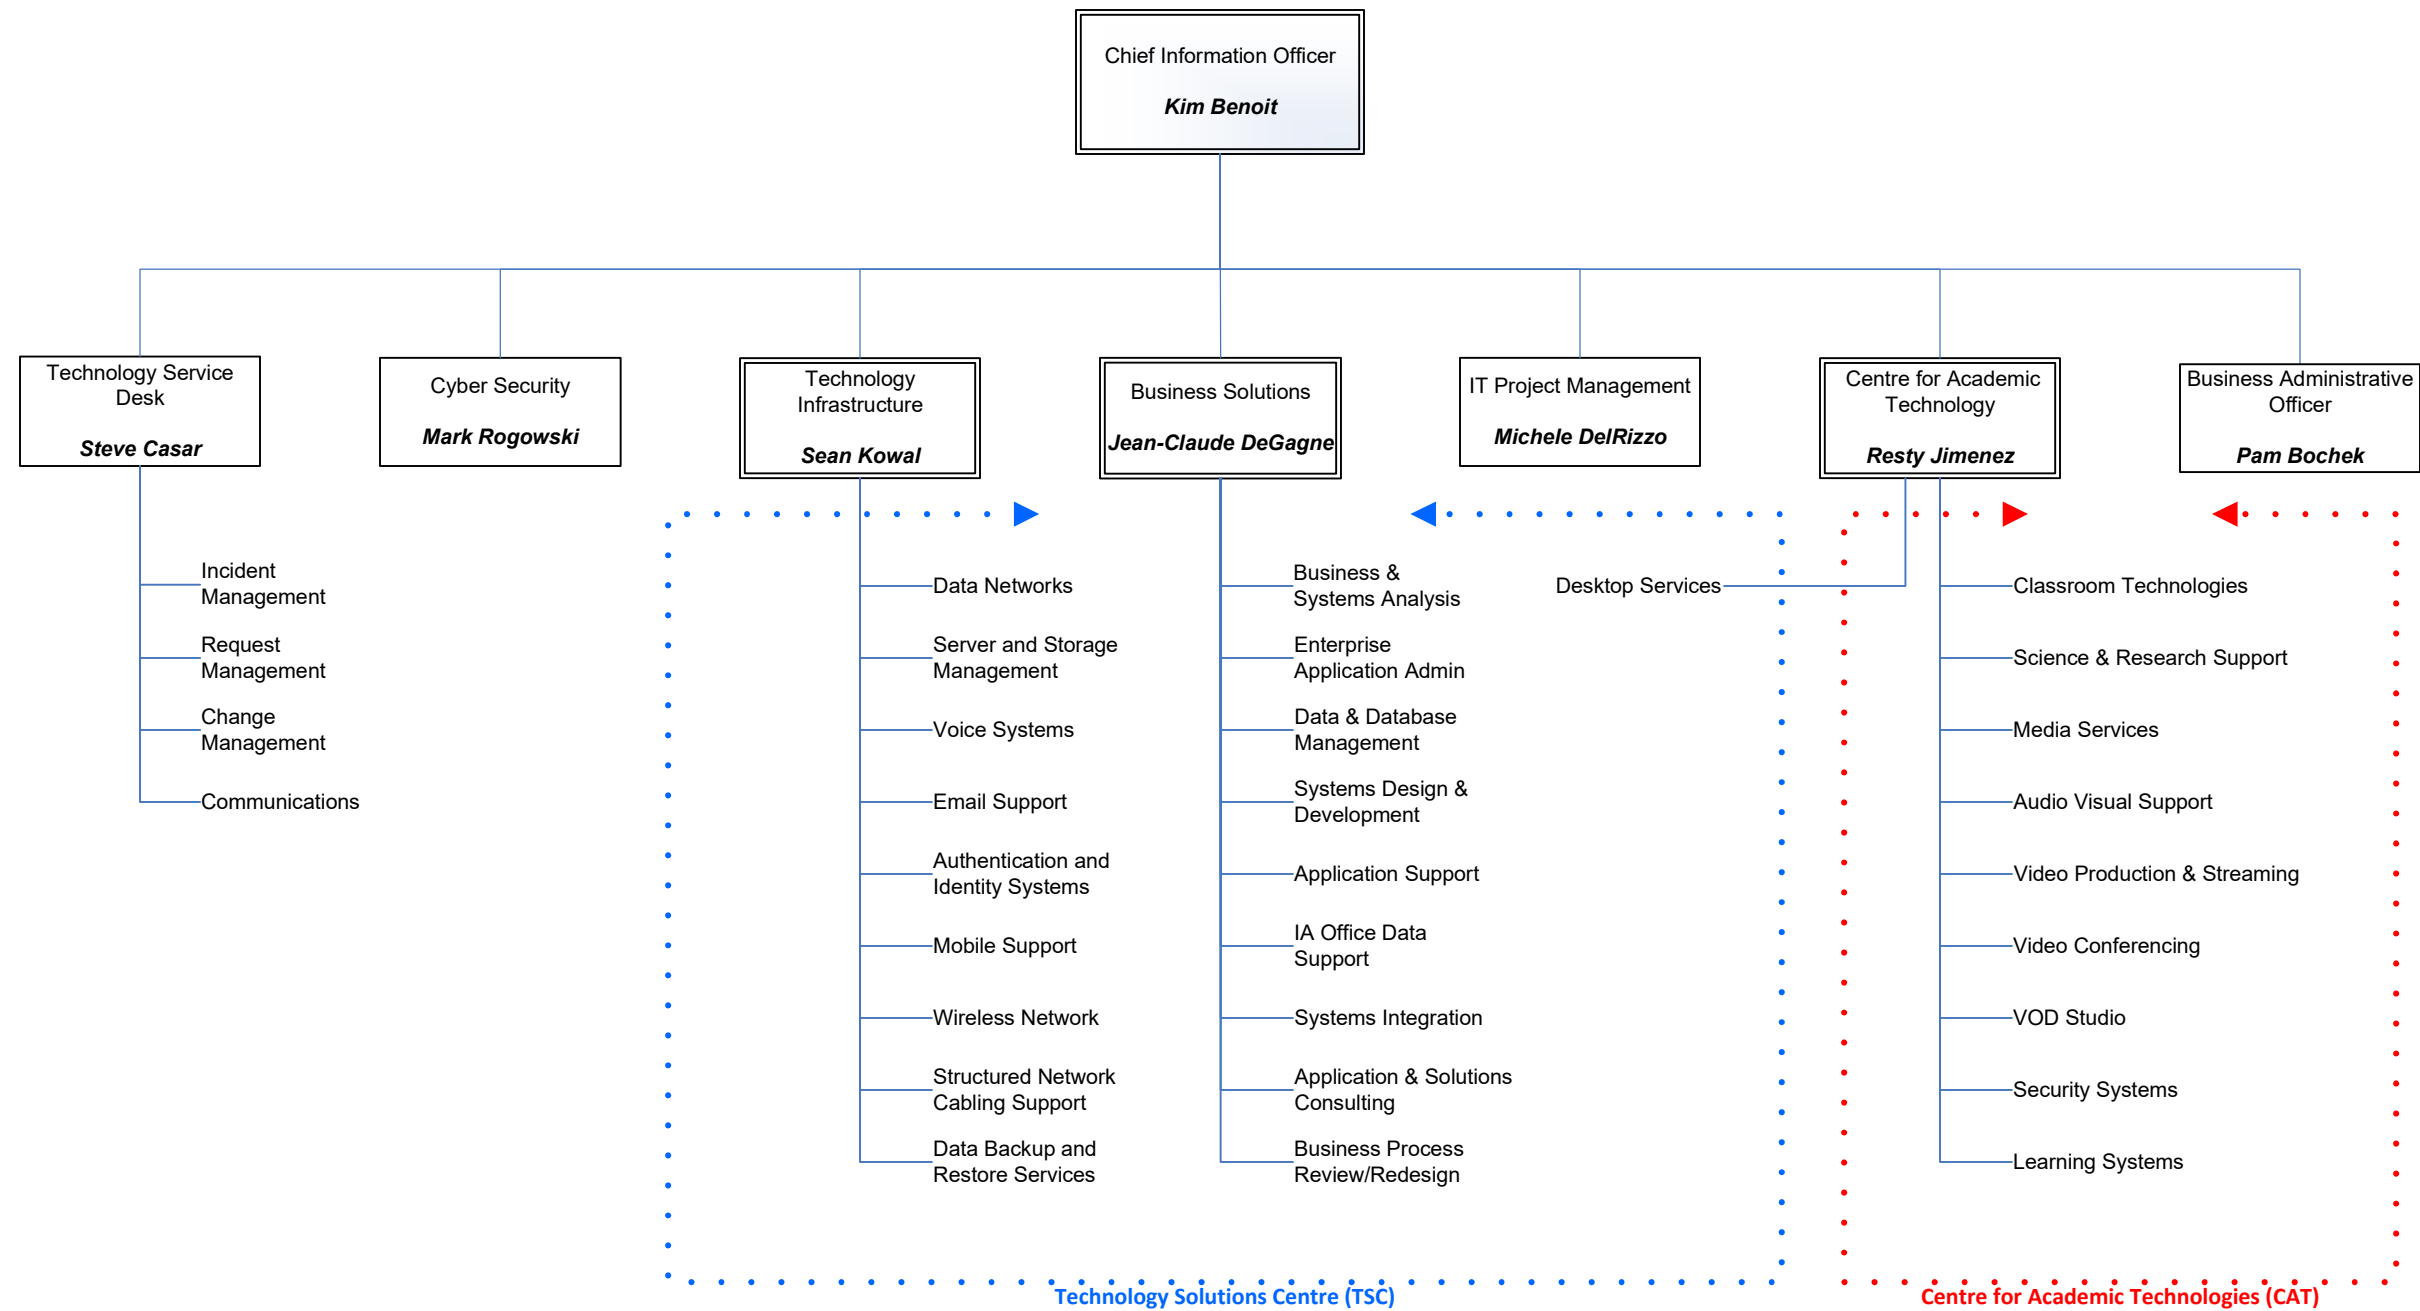 Chief Information Officer
Kim Benoit
Technology Service
Desk
Steve Casar
Cyber Security
Mark Rogowski
Technology
Infrastructure
Sean Kowal
Business Solutions
Jean-Claude DeGagne
IT Project Management
Michele DelRizzo
Centre for Academic
Technology
Resty Jimenez
Business Administrative
Officer
Pam Bochek
Incident
Management
Request
Management
Change
Management
Communications
Data Networks
Server and Storage
Management
Voice Systems
Email Support
Authentication and
Identity Systems
Mobile Support
Wireless Network
Structured Network
Cabling Support
Data Backup and
Restore Services
Business &
Systems Analysis
Enterprise
Application Admin
Data & Database
Management
Systems Design &
Development
Application Support
IA Office Data
Support
Systems Integration
Application & Solutions
Consulting
Business Process
Review/Redesign
Desktop Services
Classroom Technologies
Science & Research Support
Media Services
Audio Visual Support
Video Production & Streaming
Video Conferencing
VOD Studio
Security Systems
Learning Systems
Technology Solutions Centre (TSC)
Centre for Academic Technologies (CAT)